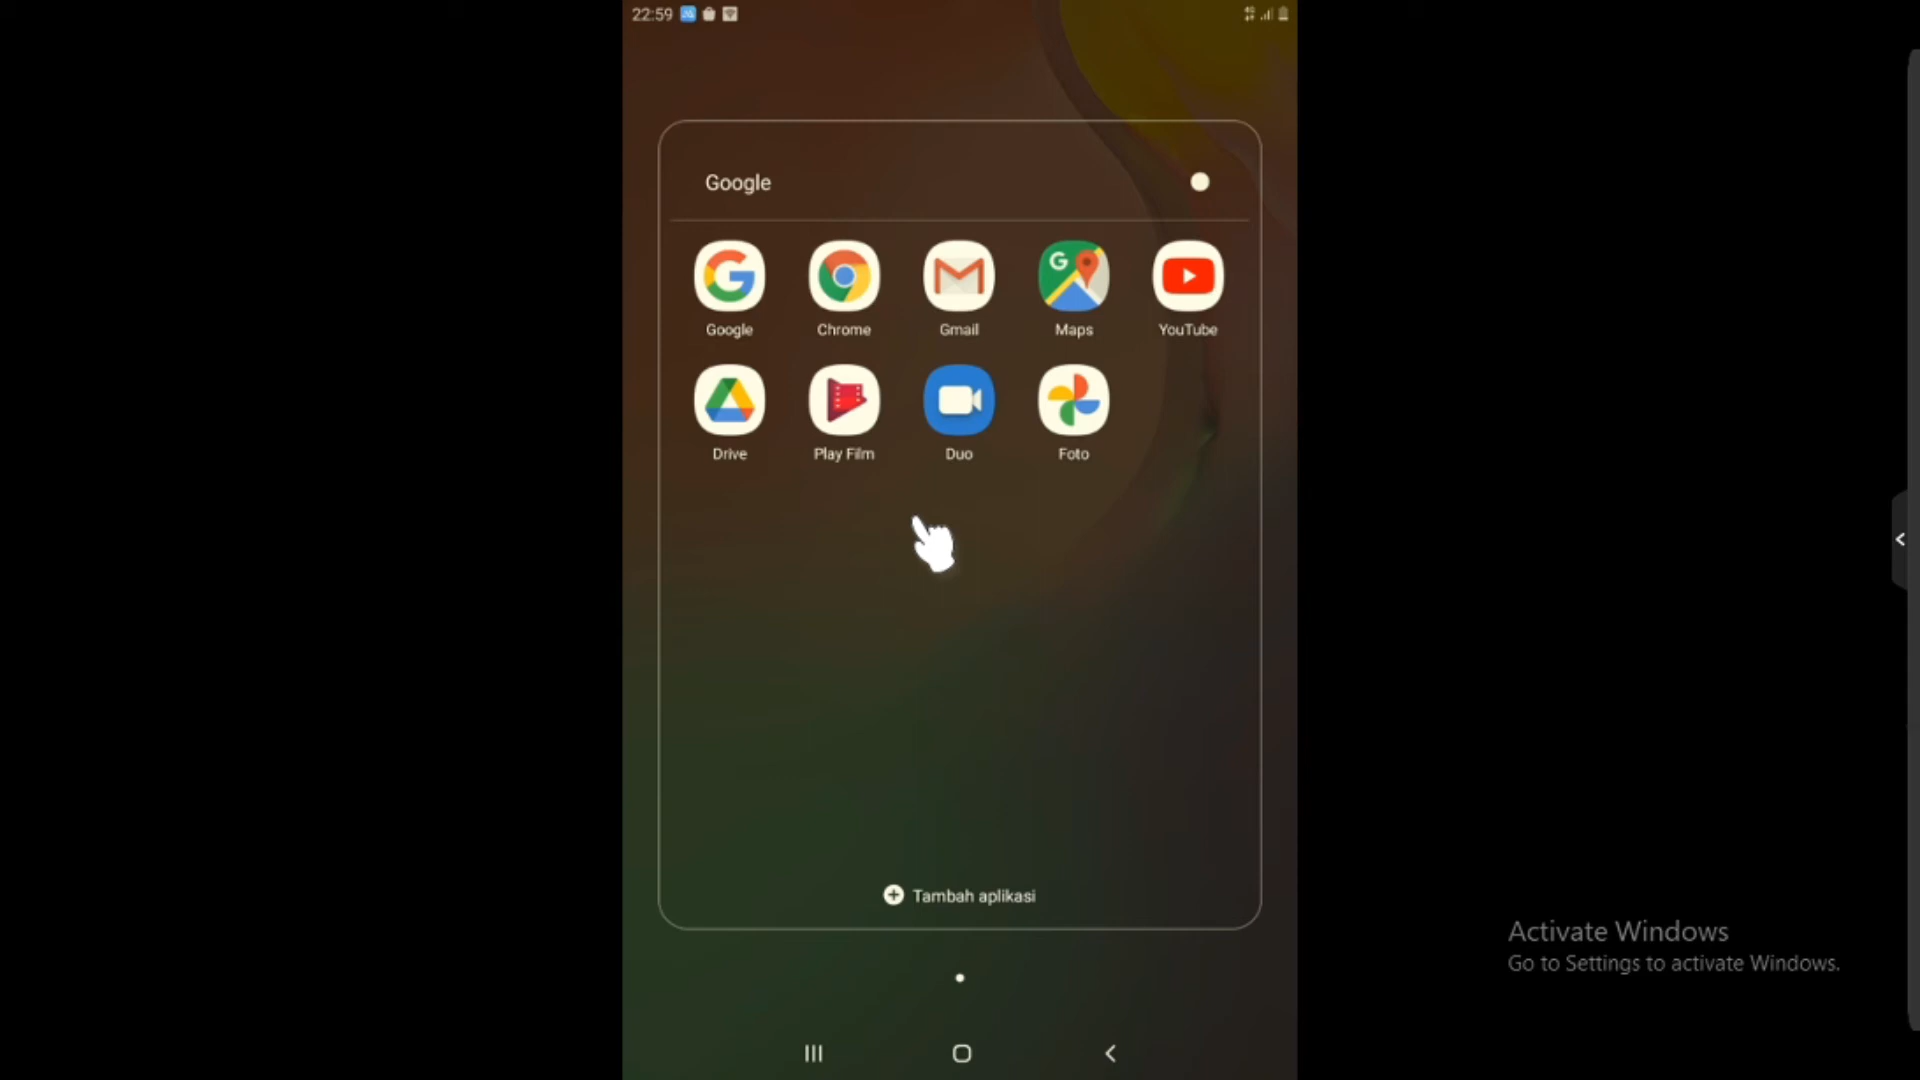 22:59
Google
Google
Chrome
Gmail
Maps
YouTube
Drive
Play Film
Duo
Foto
Tambah aplikasi
Activate Windows
Go to Settings to activate Windows.